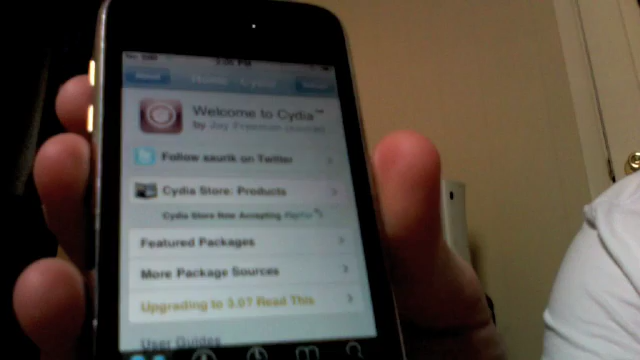 Welcome to Cydia™
by Jay Freeman (saurik)
Follow saurik on Twitter
Cydia Store: Products
Cydia Store Now Accepting PayPal
Featured Packages
More Package Sources
Upgrading to 3.0? Read This
User Guides